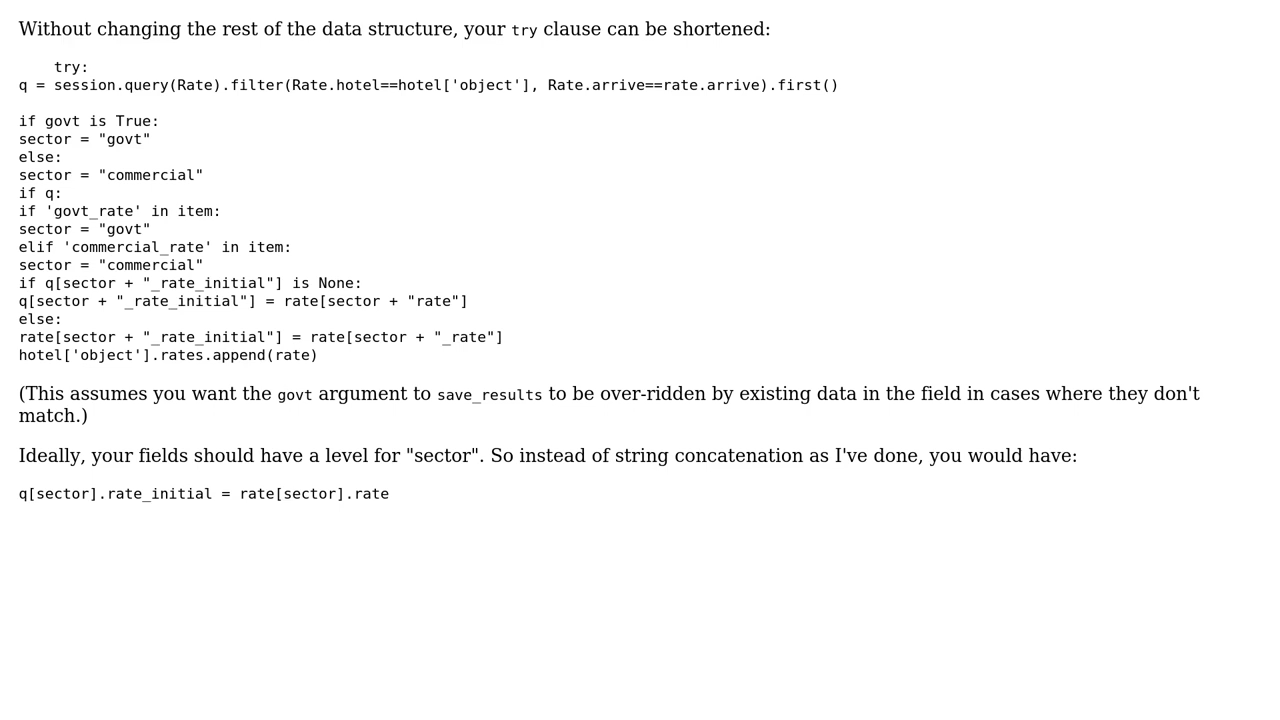 Without changing the rest of the data structure, your try clause can be shortened:
    try:
q = session.query(Rate).filter(Rate.hotel==hotel['object'], Rate.arrive==rate.arrive).first()
if govt is True:
sector = "govt"
else:
sector = "commercial"
if q:
if 'govt_rate' in item:
sector = "govt"
elif 'commercial_rate' in item:
sector = "commercial"
if q[sector + "_rate_initial"] is None:
q[sector + "_rate_initial"] = rate[sector + "rate"]
else:
rate[sector + "_rate_initial"] = rate[sector + "_rate"]
hotel['object'].rates.append(rate)
(This assumes you want the govt argument to save_results to be over-ridden by existing data in the field in cases where they don't
match.)
Ideally, your fields should have a level for "sector". So instead of string concatenation as I've done, you would have:
q[sector].rate_initial = rate[sector].rate